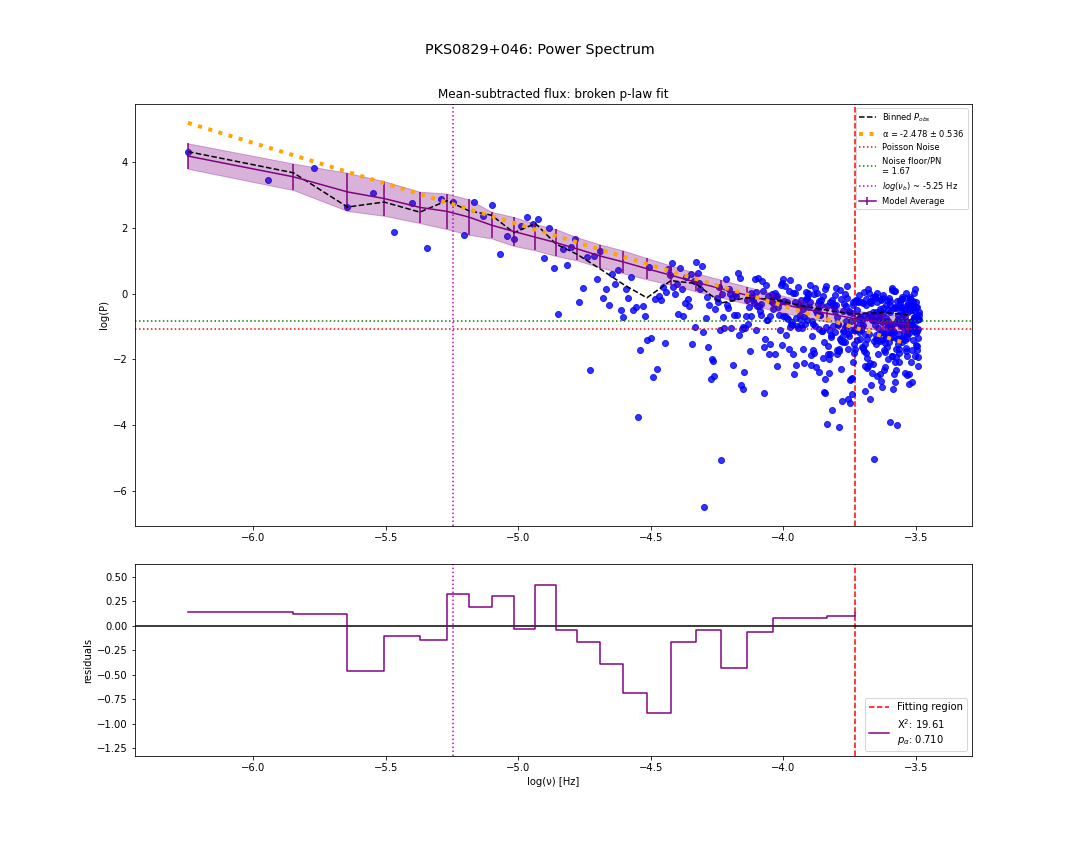 PKS0829+046: Power Spectrum
Mean-subtracted flux: broken p-law fit
log(P)
4
2
0
−2
−4
−6
Binned P_obs
α = -2.478 ± 0.536
Poisson Noise
Noise floor/PN
= 1.67
log(ν_b) ~ -5.25 Hz
Model Average
−6.0
−5.5
−5.0
−4.5
−4.0
−3.5
residuals
0.50
0.25
0.00
−0.25
−0.50
−0.75
−1.00
−1.25
Fitting region
X²: 19.61
p_α: 0.710
−6.0
−5.5
−5.0
−4.5
−4.0
−3.5
log(ν) [Hz]